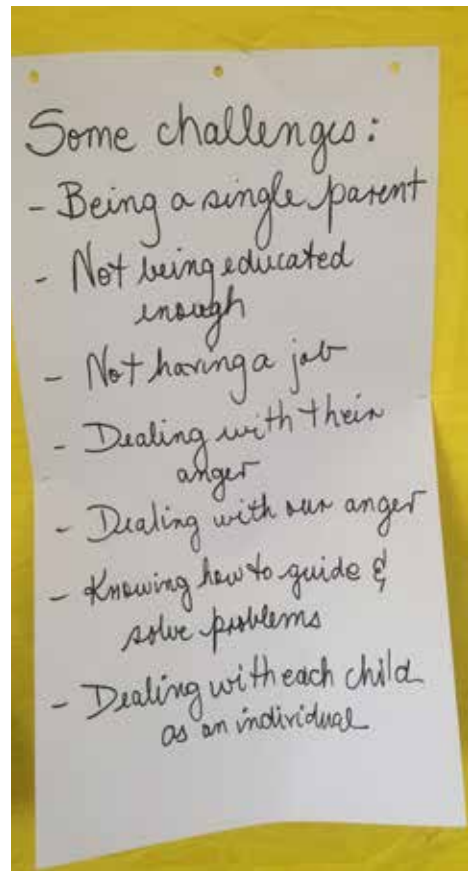 Some challenges:
- Being a single parent
- Not being educated
enough
- Not having a job
- Dealing with their
anger
- Dealing with our anger
- Knowing how to guide &
solve problems
- Dealing with each child
as an individual